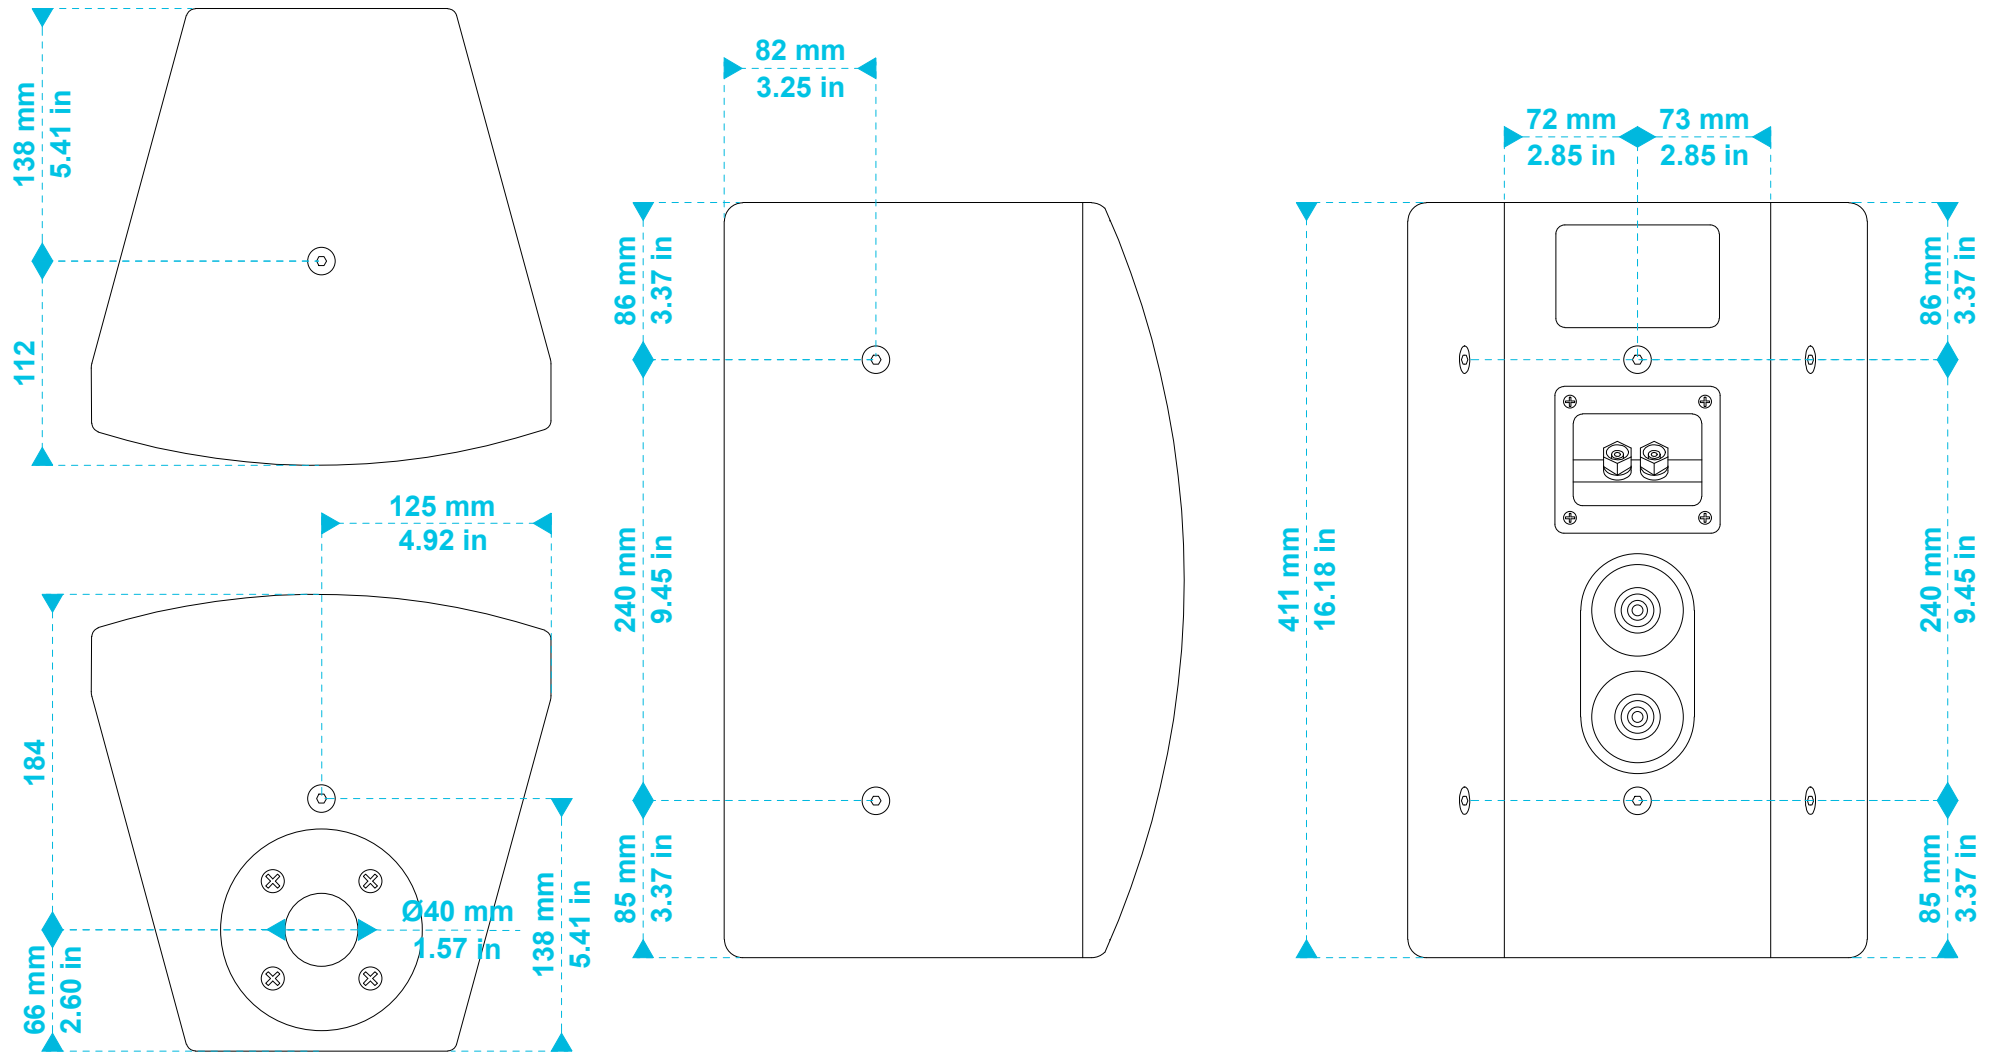 138 mm
5.41 in
112
125 mm
4.92 in
184
66 mm
2.60 in
Ø40 mm
1.57 in
138 mm
5.41 in
82 mm
3.25 in
86 mm
3.37 in
240 mm
9.45 in
85 mm
3.37 in
72 mm
2.85 in
73 mm
2.85 in
411 mm
16.18 in
86 mm
3.37 in
240 mm
9.45 in
85 mm
3.37 in